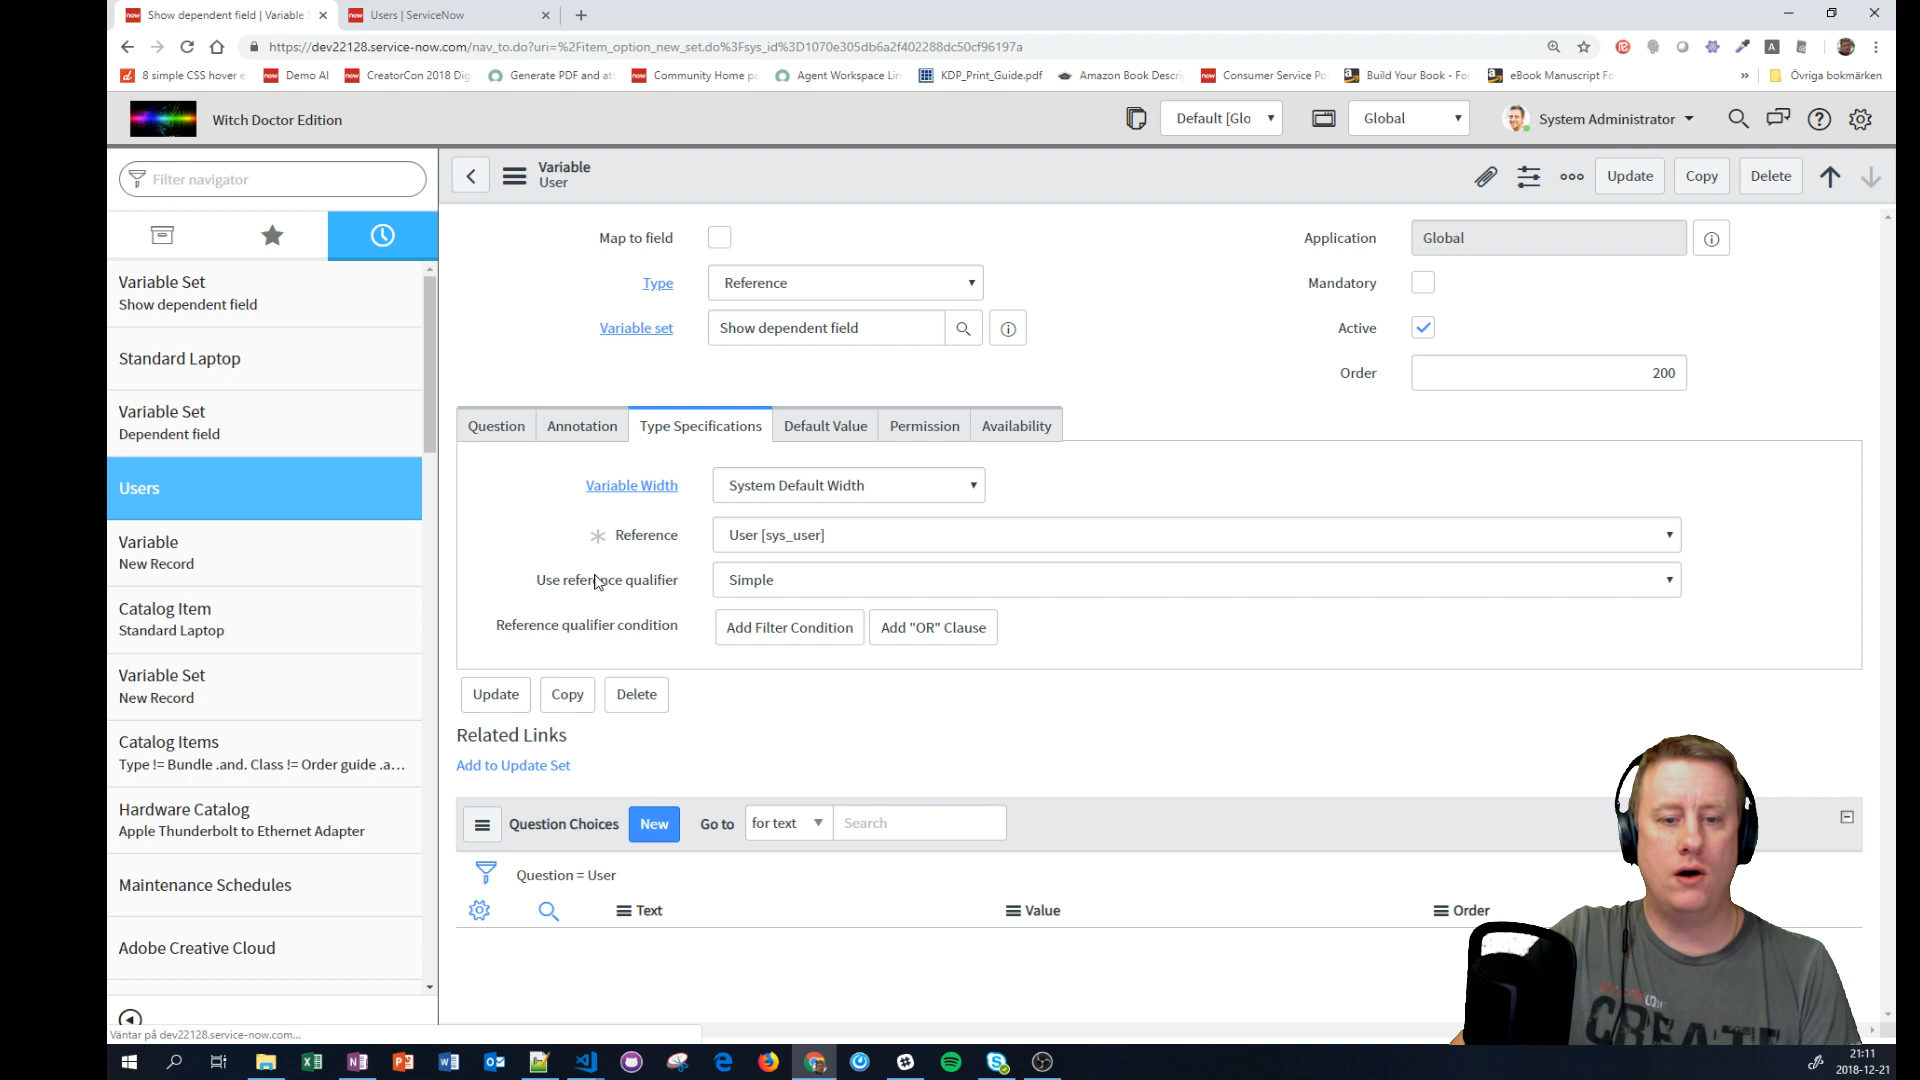 Show dependent field | Variable
Users | ServiceNow
https://dev22128.service-now.com/nav_to.do?uri=%2Fitem_option_new_set.do%3Fsys_id%3D1070e305db6a2f402288dc50cf96197a
8 simple CSS hover e
Demo AI
CreatorCon 2018 Dig
Generate PDF and at
Community Home pa
Agent Workspace Lin
KDP_Print_Guide.pdf
Amazon Book Descri
Consumer Service Po
Build Your Book - For
eBook Manuscript Fo
»
Övriga bokmärken
Witch Doctor Edition
Default [Glo
Global
System Administrator
Filter navigator
Variable
User
Update
Copy
Delete
Variable Set
Show dependent field
Standard Laptop
Variable Set
Dependent field
Users
Variable
New Record
Catalog Item
Standard Laptop
Variable Set
New Record
Catalog Items
Type != Bundle .and. Class != Order guide .a...
Hardware Catalog
Apple Thunderbolt to Ethernet Adapter
Maintenance Schedules
Adobe Creative Cloud
Map to field
Application
Global
Type
Reference
Mandatory
Variable set
Show dependent field
Active
Order
200
Question
Annotation
Type Specifications
Default Value
Permission
Availability
Variable Width
System Default Width
Reference
User [sys_user]
Use reference qualifier
Simple
Reference qualifier condition
Add Filter Condition
Add "OR" Clause
Update
Copy
Delete
Related Links
Add to Update Set
Question Choices
New
Go to
for text
Search
Question = User
Text
Value
Order
CREATE
Väntar på dev22128.service-now.com...
21:11
2018-12-21